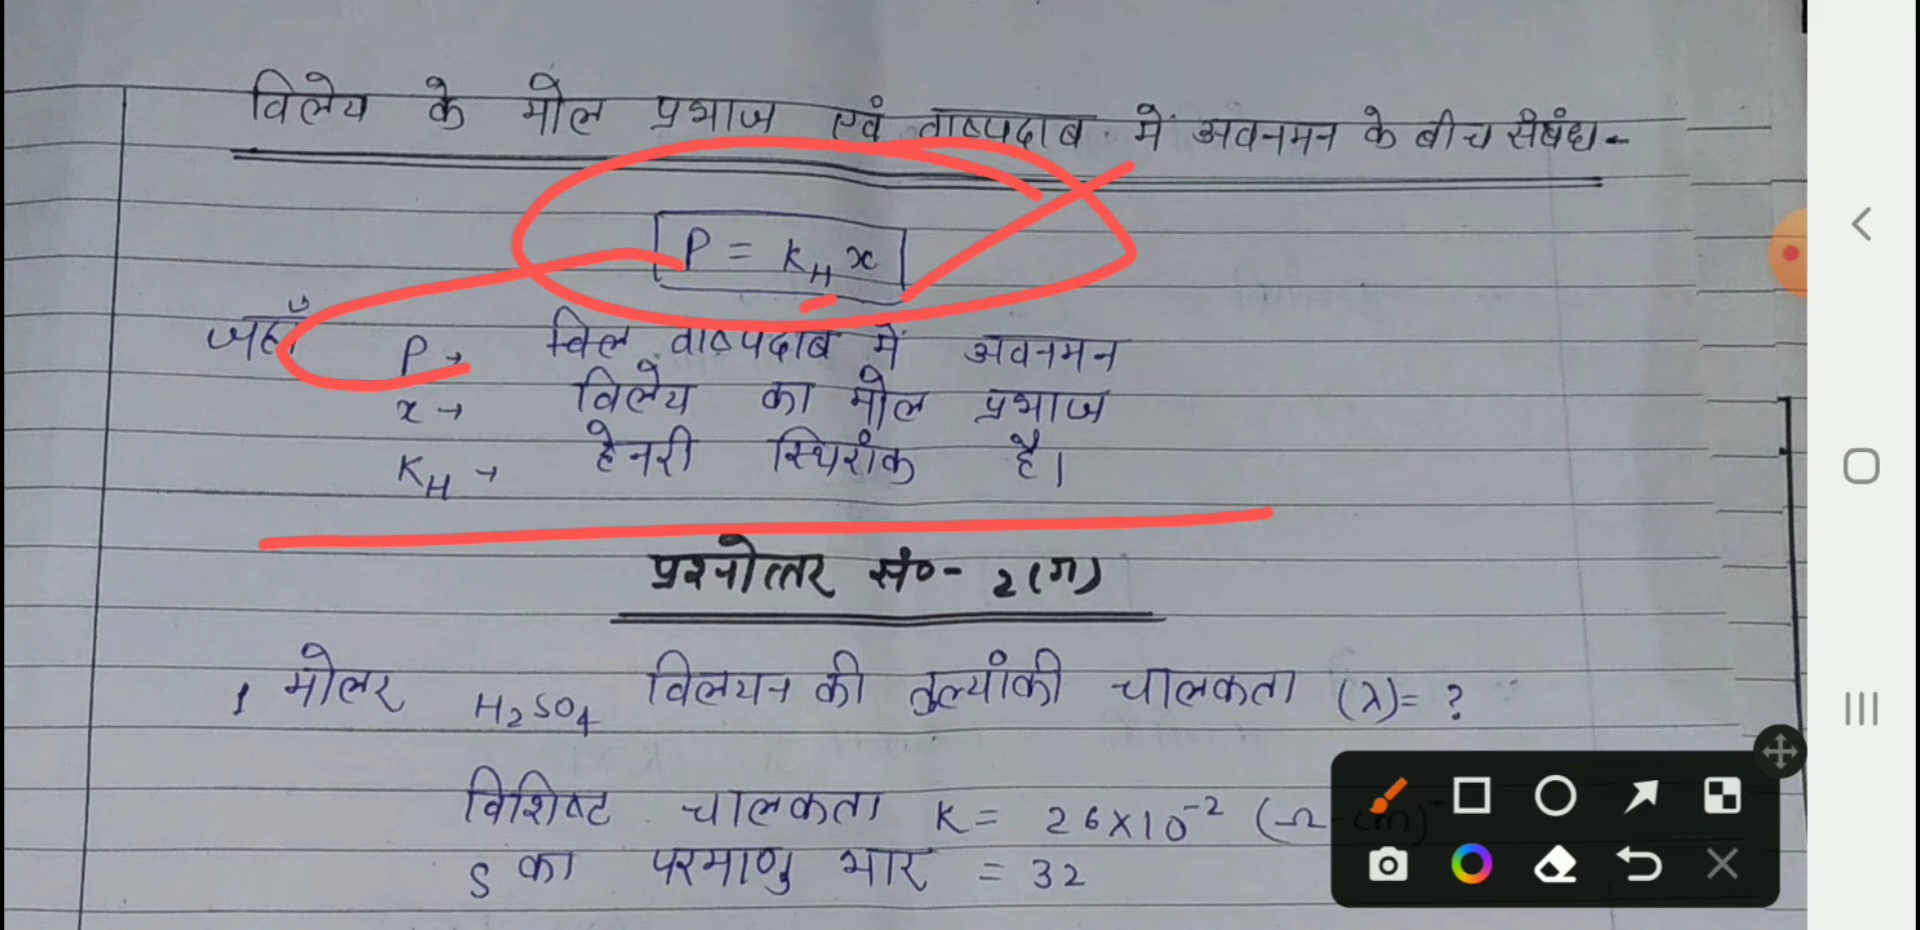 विलेय के मोल प्रभाज एवं वाष्पदाब में अवनमन के बीच संबंध-
P = K_H x
जहाँ P → वाष्पदाब में अवनमन
x → विलेय का मोल प्रभाज
K_H → हेनरी स्थिरांक है।
प्रश्नोत्तर सं०- 2(ग)
1 मोलर H₂SO₄ विलयन की तुल्यांकी चालकता (λ)= ?
विशिष्ट चालकता K = 26×10⁻² (Ω-cm)⁻
S का परमाणु भार = 32